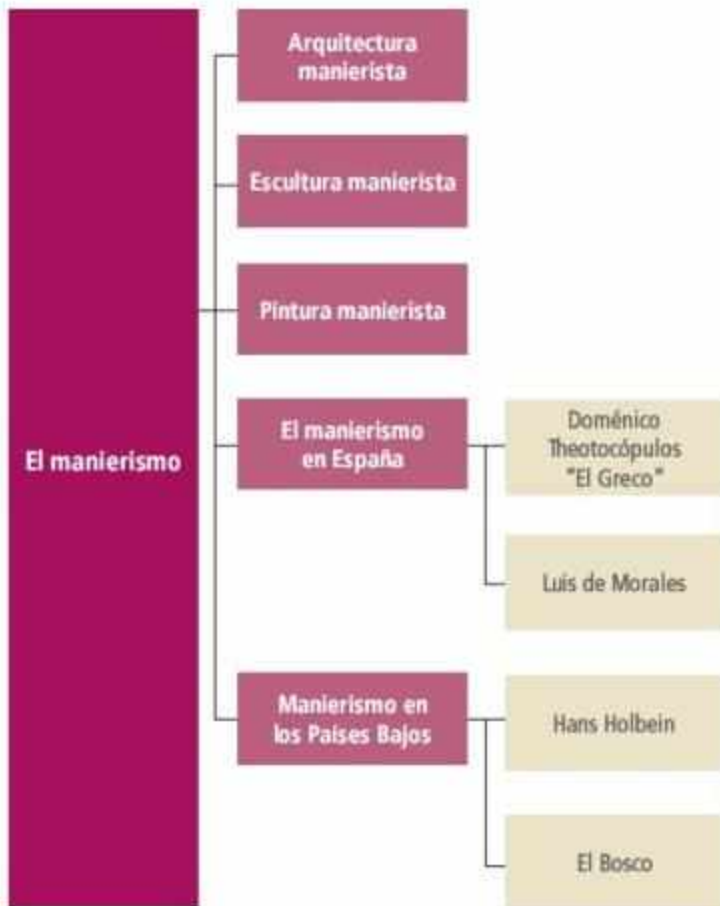 El manierismo
Arquitectura
manierista
Escultura manierista
Pintura manierista
El manierismo
en España
Doménico
Theotocópulos
"El Greco"
Luis de Morales
Manierismo en
los Países Bajos
Hans Holbein
El Bosco